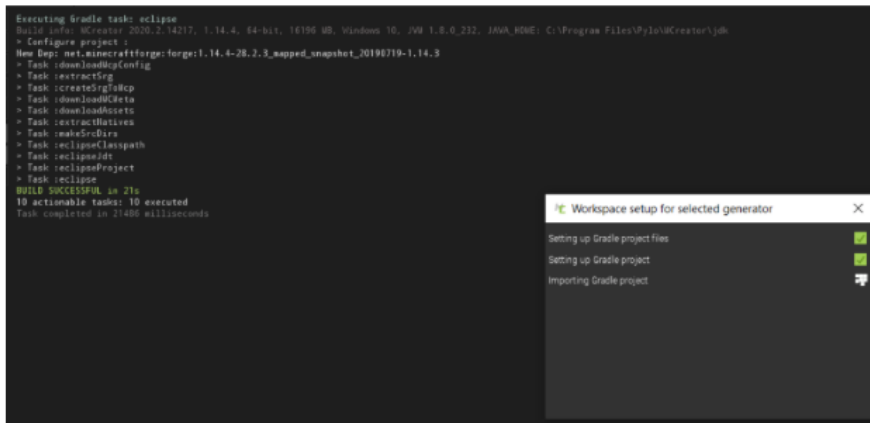 Executing Gradle task: eclipse
Build info: MCreator 2020.2.14217, 1.14.4, 64-bit, 16196 MB, Windows 10, JVM 1.8.0_232, JAVA_HOME: C:\Program Files\Pylo\MCreator\jdk
> Configure project :
New Dep: net.minecraftforge:forge:1.14.4-28.2.3_mapped_snapshot_20190719-1.14.3
> Task :downloadMcpConfig
> Task :extractSrg
> Task :createSrgToMcp
> Task :downloadMCMeta
> Task :downloadAssets
> Task :extractNatives
> Task :makeSrcDirs
> Task :eclipseClasspath
> Task :eclipseJdt
> Task :eclipseProject
> Task :eclipse
BUILD SUCCESSFUL in 21s
10 actionable tasks: 10 executed
Task completed in 21486 milliseconds
Workspace setup for selected generator
Setting up Gradle project files
Setting up Gradle project
Importing Gradle project